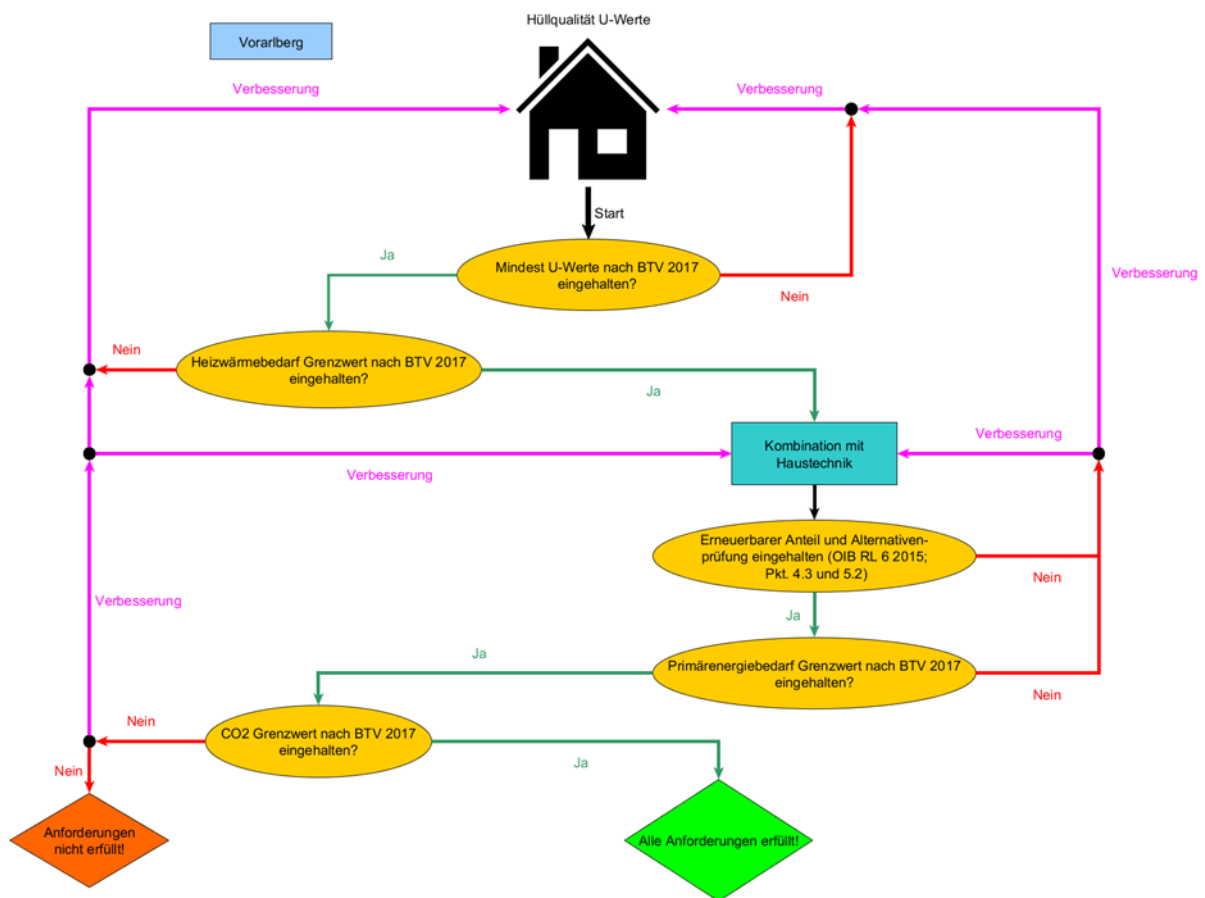 Hüllqualität U-Werte
Vorarlberg
Verbesserung
Verbesserung
Start
Ja
Mindest U-Werte nach BTV 2017
eingehalten?
Nein
Verbesserung
Nein
Heizwärmebedarf Grenzwert nach BTV 2017
eingehalten?
Ja
Kombination mit
Haustechnik
Verbesserung
Verbesserung
Erneuerbarer Anteil und Alternativen-
prüfung eingehalten (OIB RL 6 2015;
Pkt. 4.3 und 5.2)
Nein
Verbesserung
Ja
Ja
Primärenergiebedarf Grenzwert nach BTV 2017
eingehalten?
Nein
Nein
CO2 Grenzwert nach BTV 2017
eingehalten?
Ja
Nein
Anforderungen
nicht erfüllt!
Alle Anforderungen erfüllt!